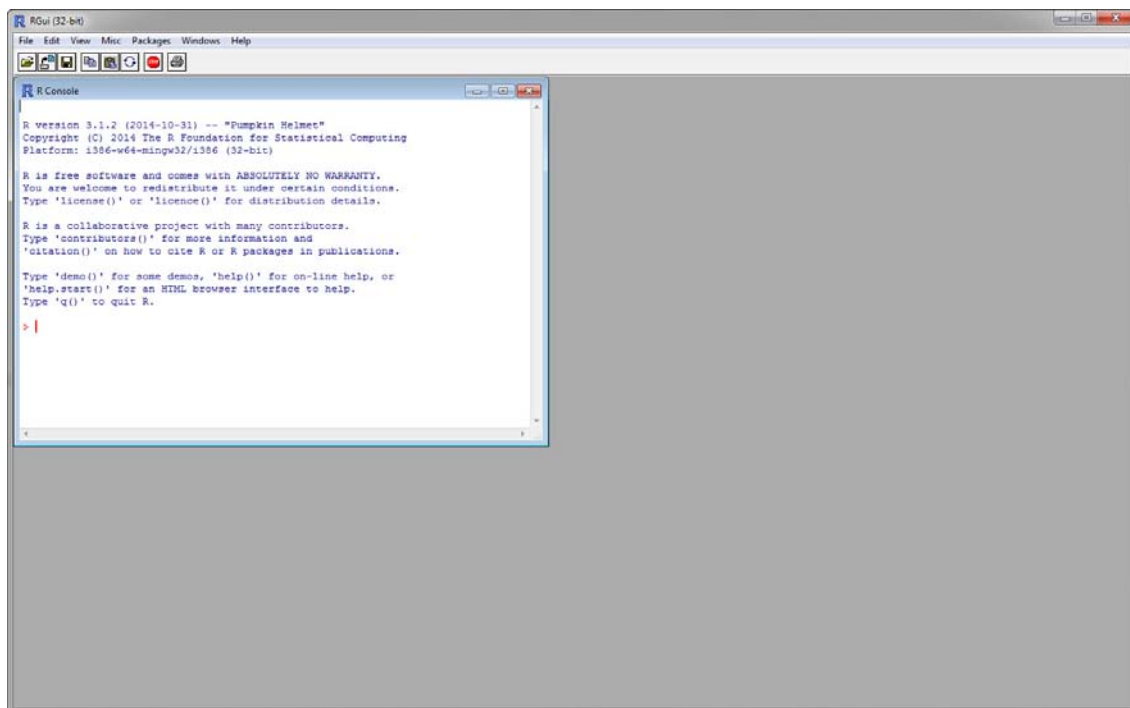 RGui (32-bit)
File Edit View Misc Packages Windows Help
STOP
R Console
R version 3.1.2 (2014-10-31) -- "Pumpkin Helmet"
Copyright (C) 2014 The R Foundation for Statistical Computing
Platform: i386-w64-mingw32/i386 (32-bit)
R is free software and comes with ABSOLUTELY NO WARRANTY.
You are welcome to redistribute it under certain conditions.
Type 'license()' or 'licence()' for distribution details.
R is a collaborative project with many contributors.
Type 'contributors()' for more information and
'citation()' on how to cite R or R packages in publications.
Type 'demo()' for some demos, 'help()' for on-line help, or
'help.start()' for an HTML browser interface to help.
Type 'q()' to quit R.
>